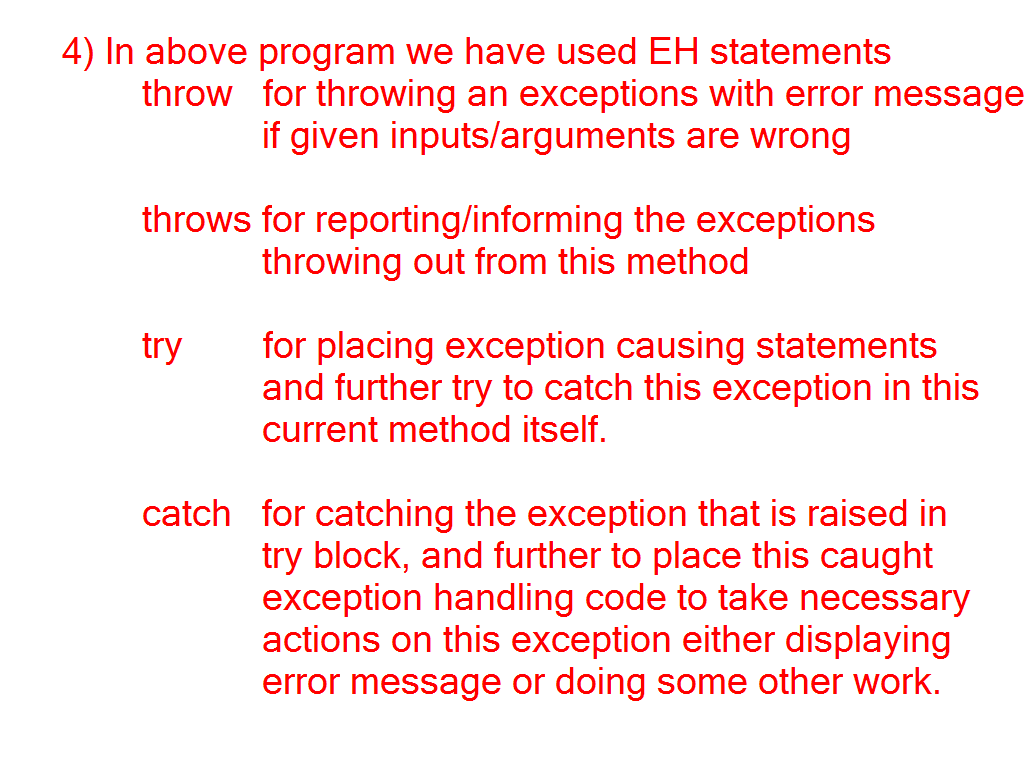 4) In above program we have used EH statements
throw for throwing an exceptions with error message
if given inputs/arguments are wrong
throws for reporting/informing the exceptions
throwing out from this method
try for placing exception causing statements
and further try to catch this exception in this
current method itself.
catch for catching the exception that is raised in
try block, and further to place this caught
exception handling code to take necessary
actions on this exception either displaying
error message or doing some other work.